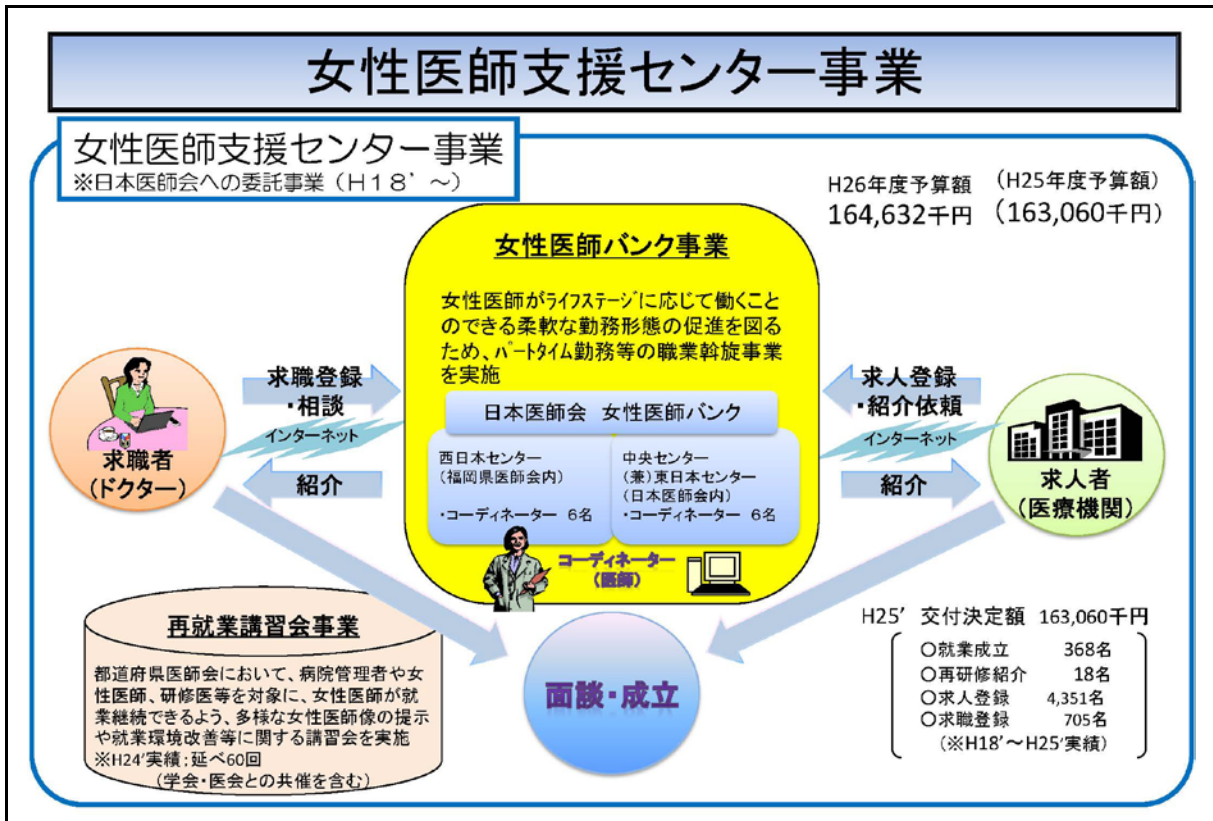 女性医師支援センター事業
女性医師支援センター事業
※日本医師会への委託事業（H18’～）
H26年度予算額 （H25年度予算額）
164,632千円 （163,060千円）
女性医師バンク事業
女性医師がライフステージに応じて働くこと
のできる柔軟な勤務形態の促進を図る
ため、パートタイム勤務等の職業斡旋事業
を実施
求職登録
・相談
インターネット
紹介
求職者
（ドクター）
日本医師会 女性医師バンク
西日本センター
（福岡県医師会内）
・コーディネーター 6名
中央センター
（兼）東日本センター
（日本医師会内）
・コーディネーター 6名
コーディネーター
（医師）
求人登録
・紹介依頼
インターネット
紹介
求人者
（医療機関）
再就業講習会事業
都道府県医師会において、病院管理者や女
性医師、研修医等を対象に、女性医師が就
業継続できるよう、多様な女性医師像の提示
や就業環境改善等に関する講習会を実施
※H24’実績；延べ60回
（学会・医会との共催を含む）
面談・成立
H25’ 交付決定額 163,060千円
○就業成立 368名
○再研修紹介 18名
○求人登録 4,351名
○求職登録 705名
（※H18’～H25’実績）